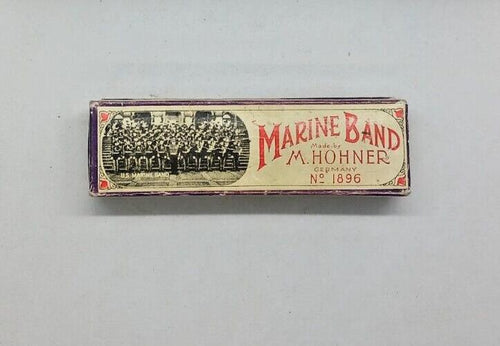 U.S. MARINE BAND
MARINE BAND
Made by
M. HOHNER
GERMANY
No 1896